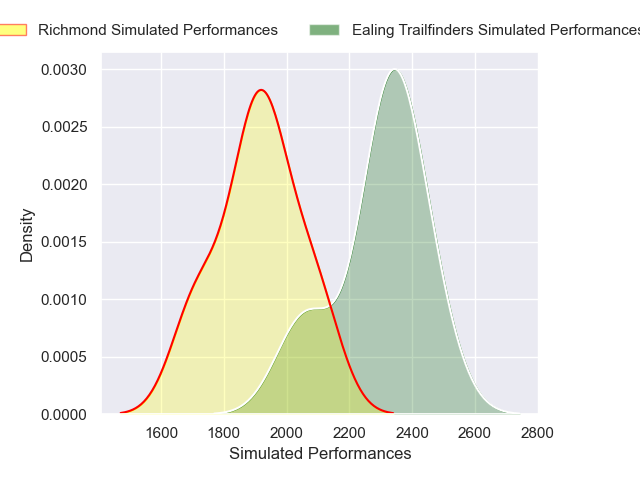 Richmond Simulated Performances
Ealing Trailfinders Simulated Performances
0.0030
0.0025
0.0020
0.0015
0.0010
0.0005
0.0000
Density
1600 1800 2000 2200 2400 2600 2800
Simulated Performances